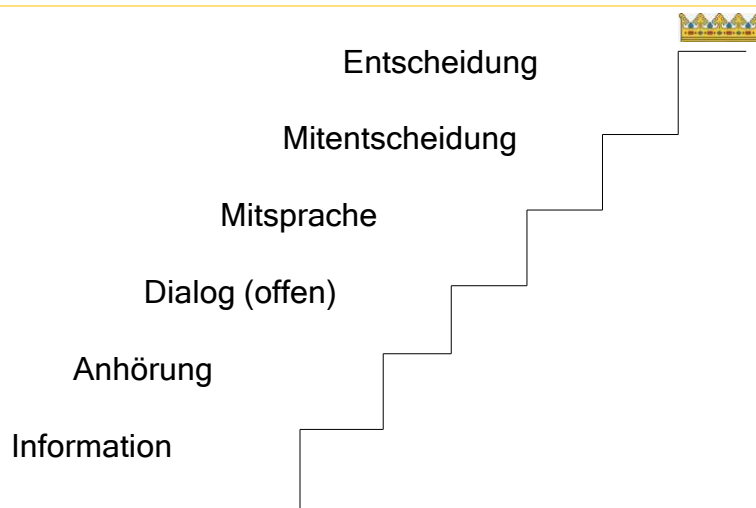 Entscheidung
Mitentscheidung
Mitsprache
Dialog (offen)
Anhörung
Information